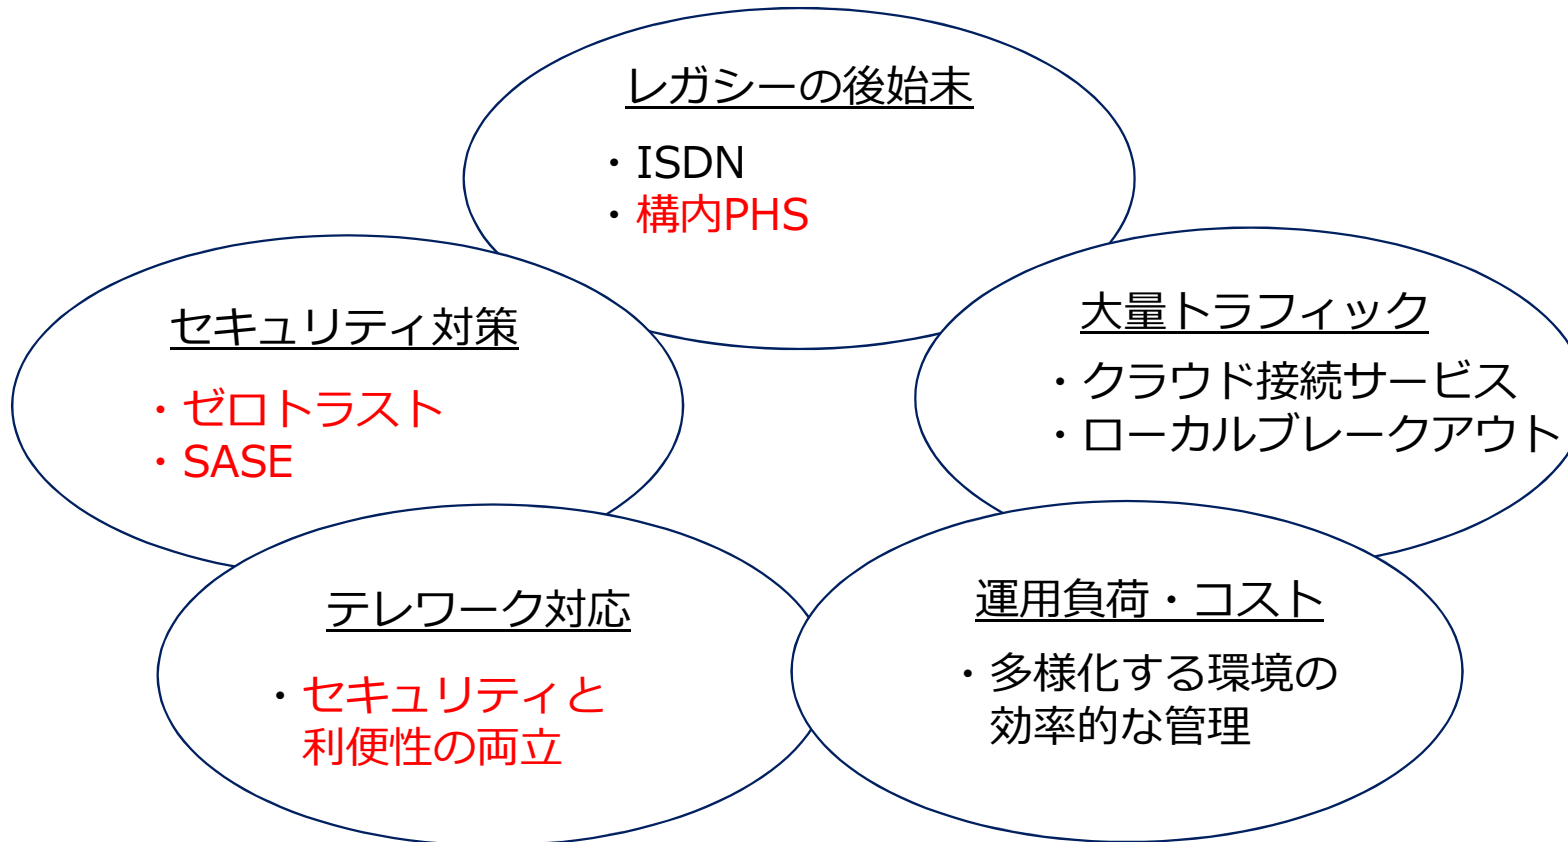 レガシーの後始末
・ISDN
・構内PHS
セキュリティ対策
・ゼロトラスト
・SASE
大量トラフィック
・クラウド接続サービス
・ローカルブレークアウト
テレワーク対応
・セキュリティと
利便性の両立
運用負荷・コスト
・多様化する環境の
効率的な管理